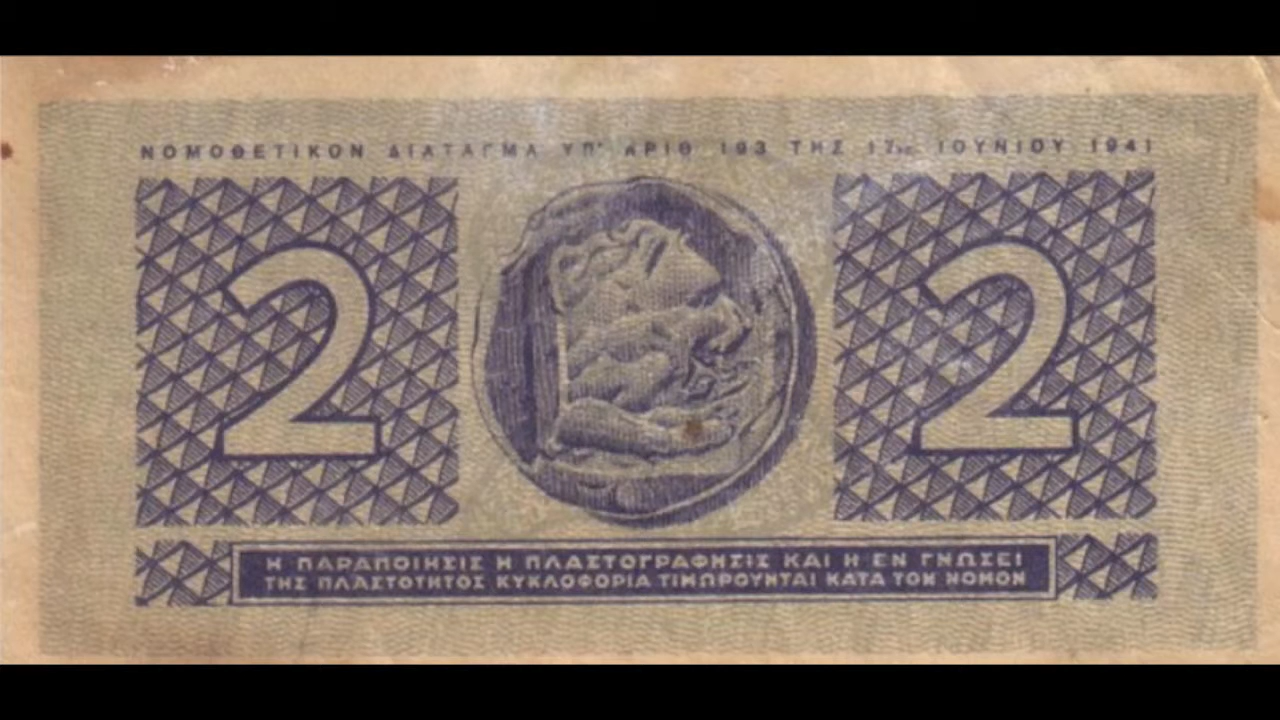 ΝΟΜΟΘΕΤΙΚΟΝ ΔΙΑΤΑΓΜΑ ΥΠ' ΑΡΙΘ 193 ΤΗΣ 17ης ΙΟΥΝΙΟΥ 1941
2 2
Η ΠΑΡΑΠΟΙΗΣΙΣ Η ΠΛΑΣΤΟΓΡΑΦΗΣΙΣ ΚΑΙ Η ΕΝ ΓΝΩΣΕΙ
ΤΗΣ ΠΛΑΣΤΟΤΗΤΟΣ ΚΥΚΛΟΦΟΡΙΑ ΤΙΜΩΡΟΥΝΤΑΙ ΚΑΤΑ ΤΟΝ ΝΟΜΟΝ